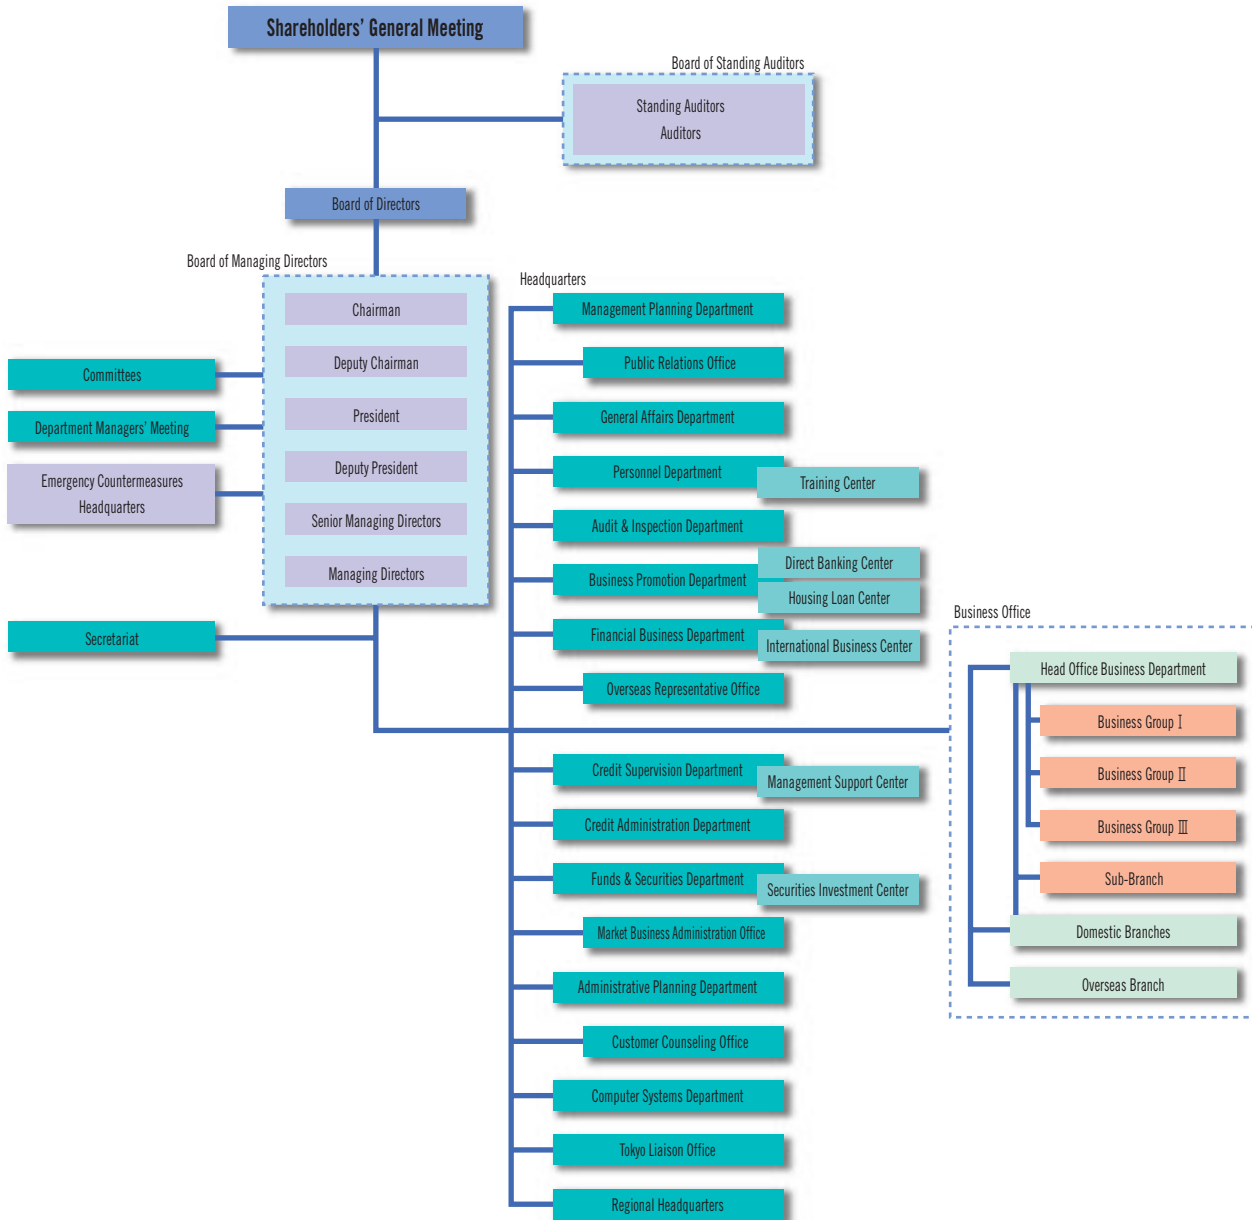 Shareholders' General Meeting
Board of Standing Auditors
Standing Auditors
Auditors
Board of Directors
Board of Managing Directors
Chairman
Deputy Chairman
President
Deputy President
Senior Managing Directors
Managing Directors
Committees
Department Managers' Meeting
Emergency Countermeasures
Headquarters
Secretariat
Headquarters
Management Planning Department
Public Relations Office
General Affairs Department
Personnel Department
Training Center
Audit & Inspection Department
Direct Banking Center
Business Promotion Department
Housing Loan Center
Financial Business Department
International Business Center
Overseas Representative Office
Credit Supervision Department
Management Support Center
Credit Administration Department
Funds & Securities Department
Securities Investment Center
Market Business Administration Office
Administrative Planning Department
Customer Counseling Office
Computer Systems Department
Tokyo Liaison Office
Regional Headquarters
Business Office
Head Office Business Department
Business Group Ⅰ
Business Group Ⅱ
Business Group Ⅲ
Sub-Branch
Domestic Branches
Overseas Branch